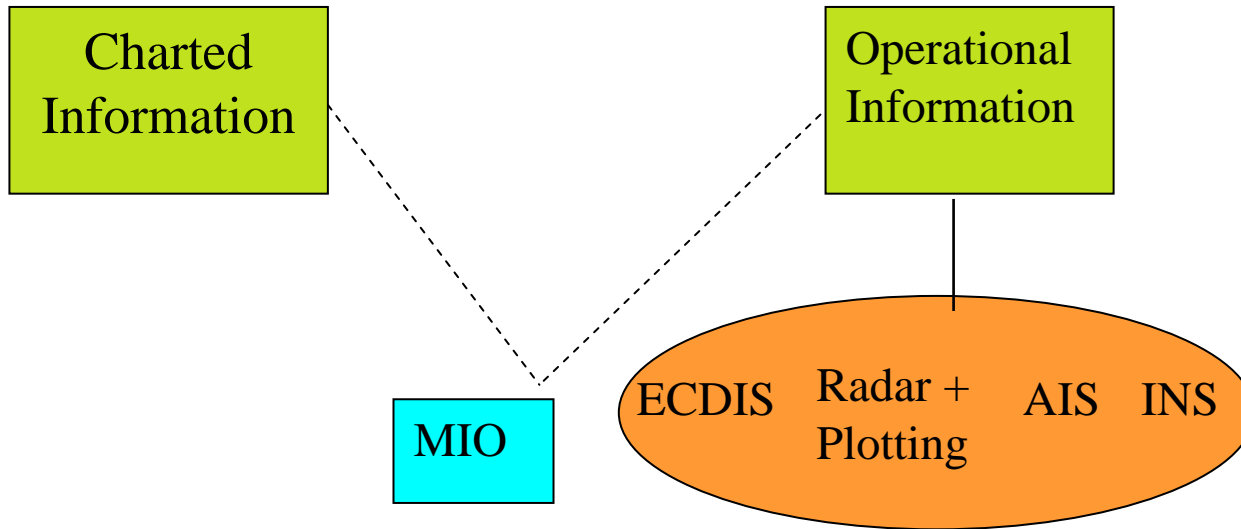 Charted
Information
Operational
Information
MIO
ECDIS
Radar +
Plotting
AIS
INS